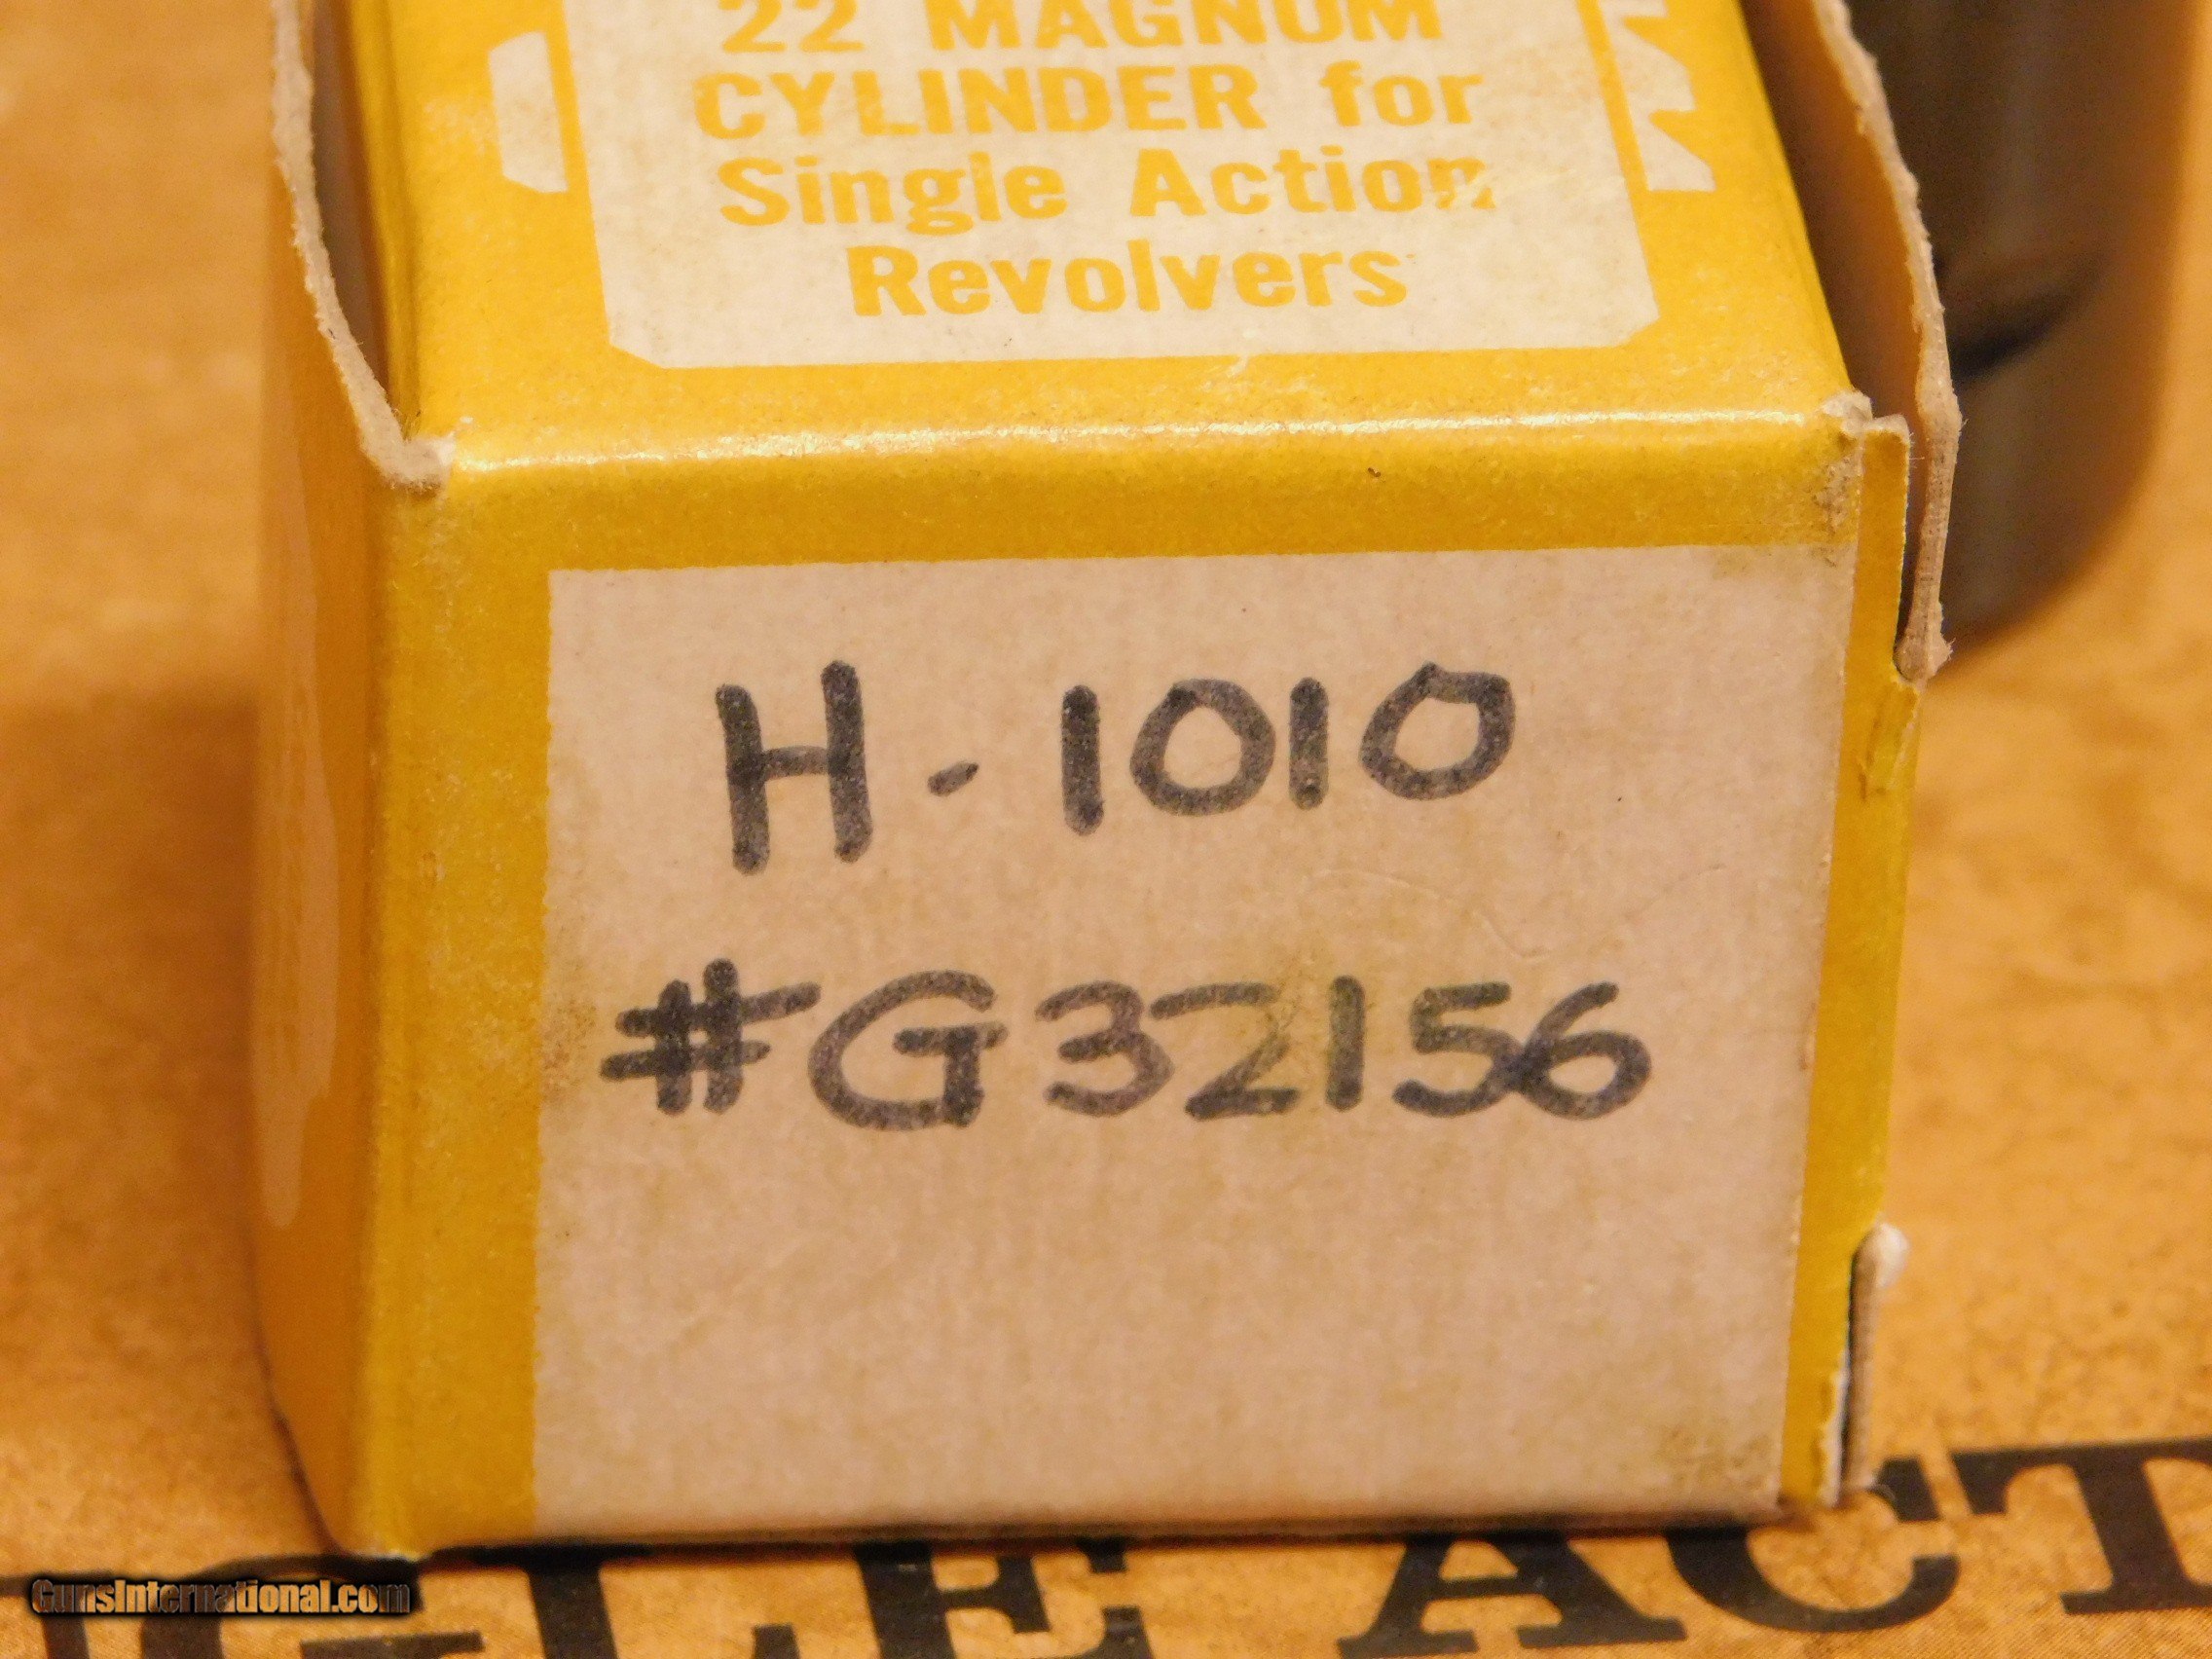 22 MAGNUM
CYLINDER for
Single Action
Revolvers
H-1010
#G32156
GunsInternational.com